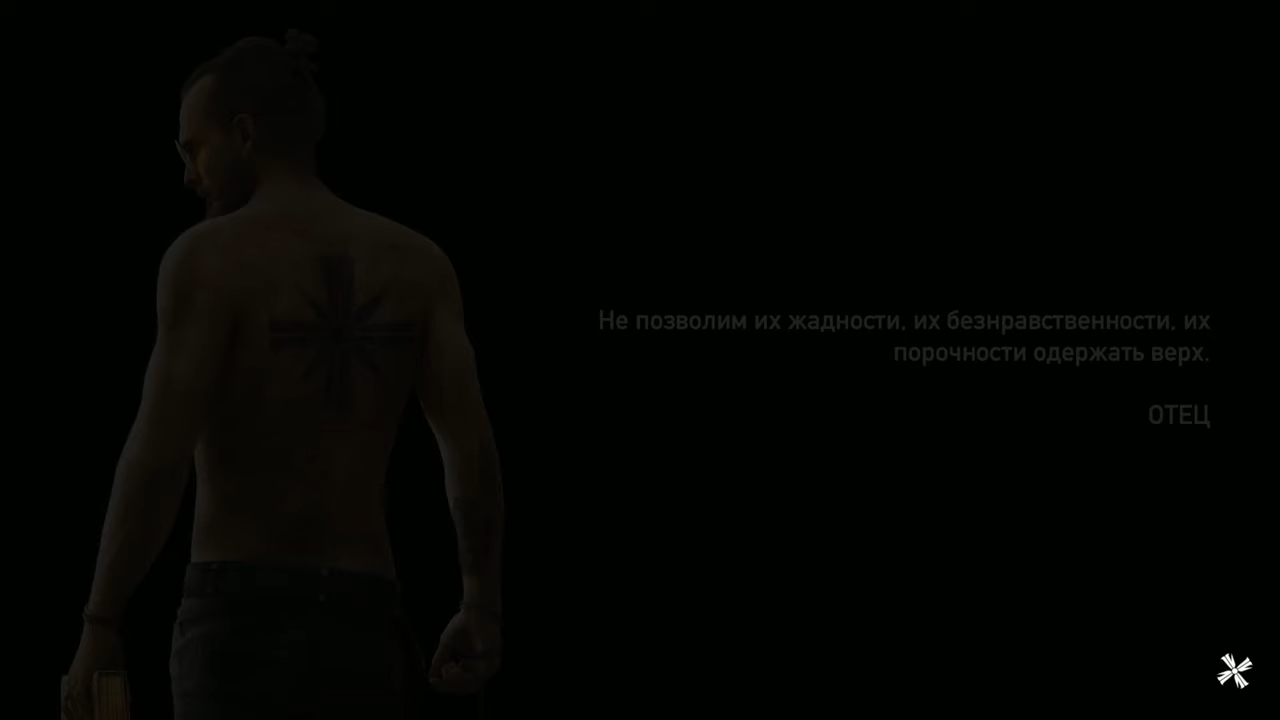 Не позволим их жадности, их безнравственности, их
порочности одержать верх.
ОТЕЦ